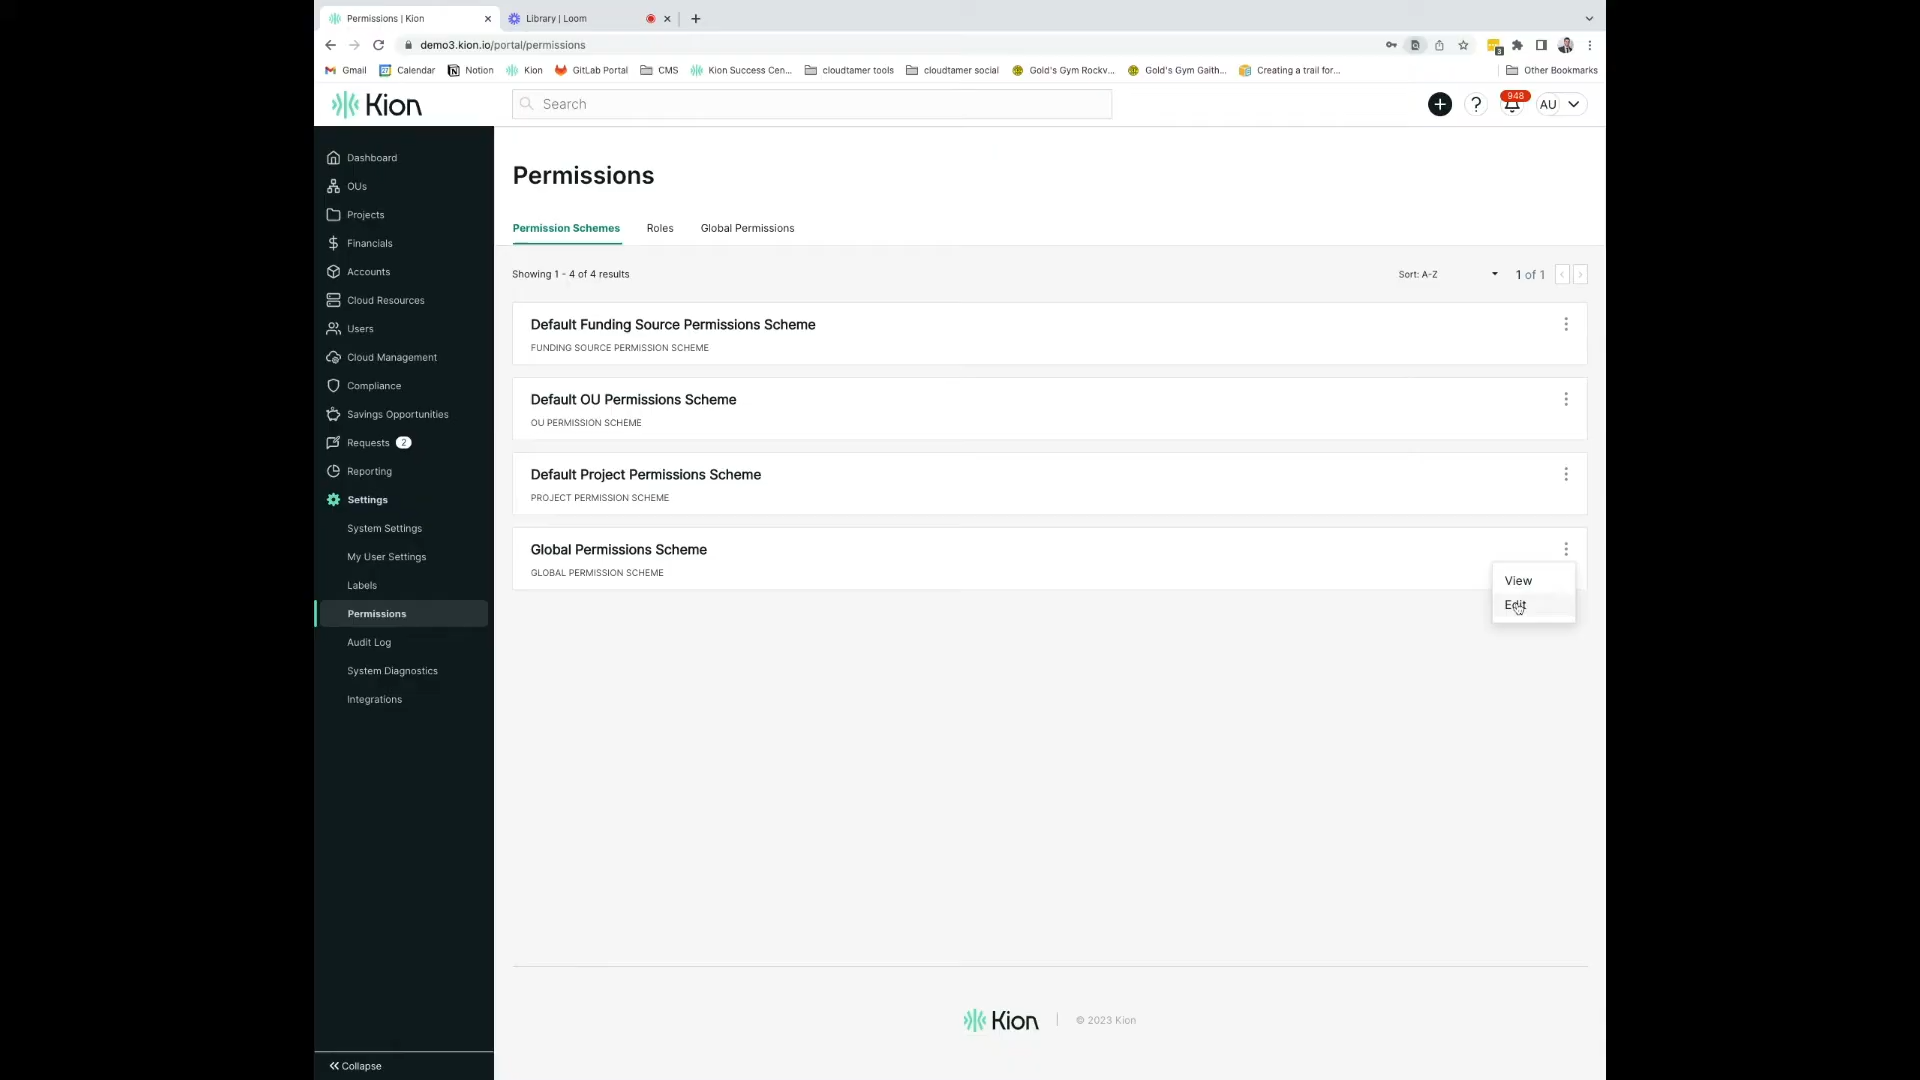 Permissions | Kion
Library | Loom
demo3.kion.io/portal/permissions
Gmail
Calendar
Notion
Kion
GitLab Portal
CMS
Kion Success Cen...
cloudtamer tools
cloudtamer social
Gold's Gym Rockv...
Gold's Gym Gaith...
Creating a trail for...
Other Bookmarks
Kion
Search
948
AU
Dashboard
OUs
Projects
Financials
Accounts
Cloud Resources
Users
Cloud Management
Compliance
Savings Opportunities
Requests 2
Reporting
Settings
System Settings
My User Settings
Labels
Permissions
Audit Log
System Diagnostics
Integrations
Collapse
Permissions
Permission Schemes Roles Global Permissions
Showing 1 - 4 of 4 results
Sort: A-Z
1 of 1
Default Funding Source Permissions Scheme
FUNDING SOURCE PERMISSION SCHEME
Default OU Permissions Scheme
OU PERMISSION SCHEME
Default Project Permissions Scheme
PROJECT PERMISSION SCHEME
Global Permissions Scheme
GLOBAL PERMISSION SCHEME
View
Edit
Kion | © 2023 Kion